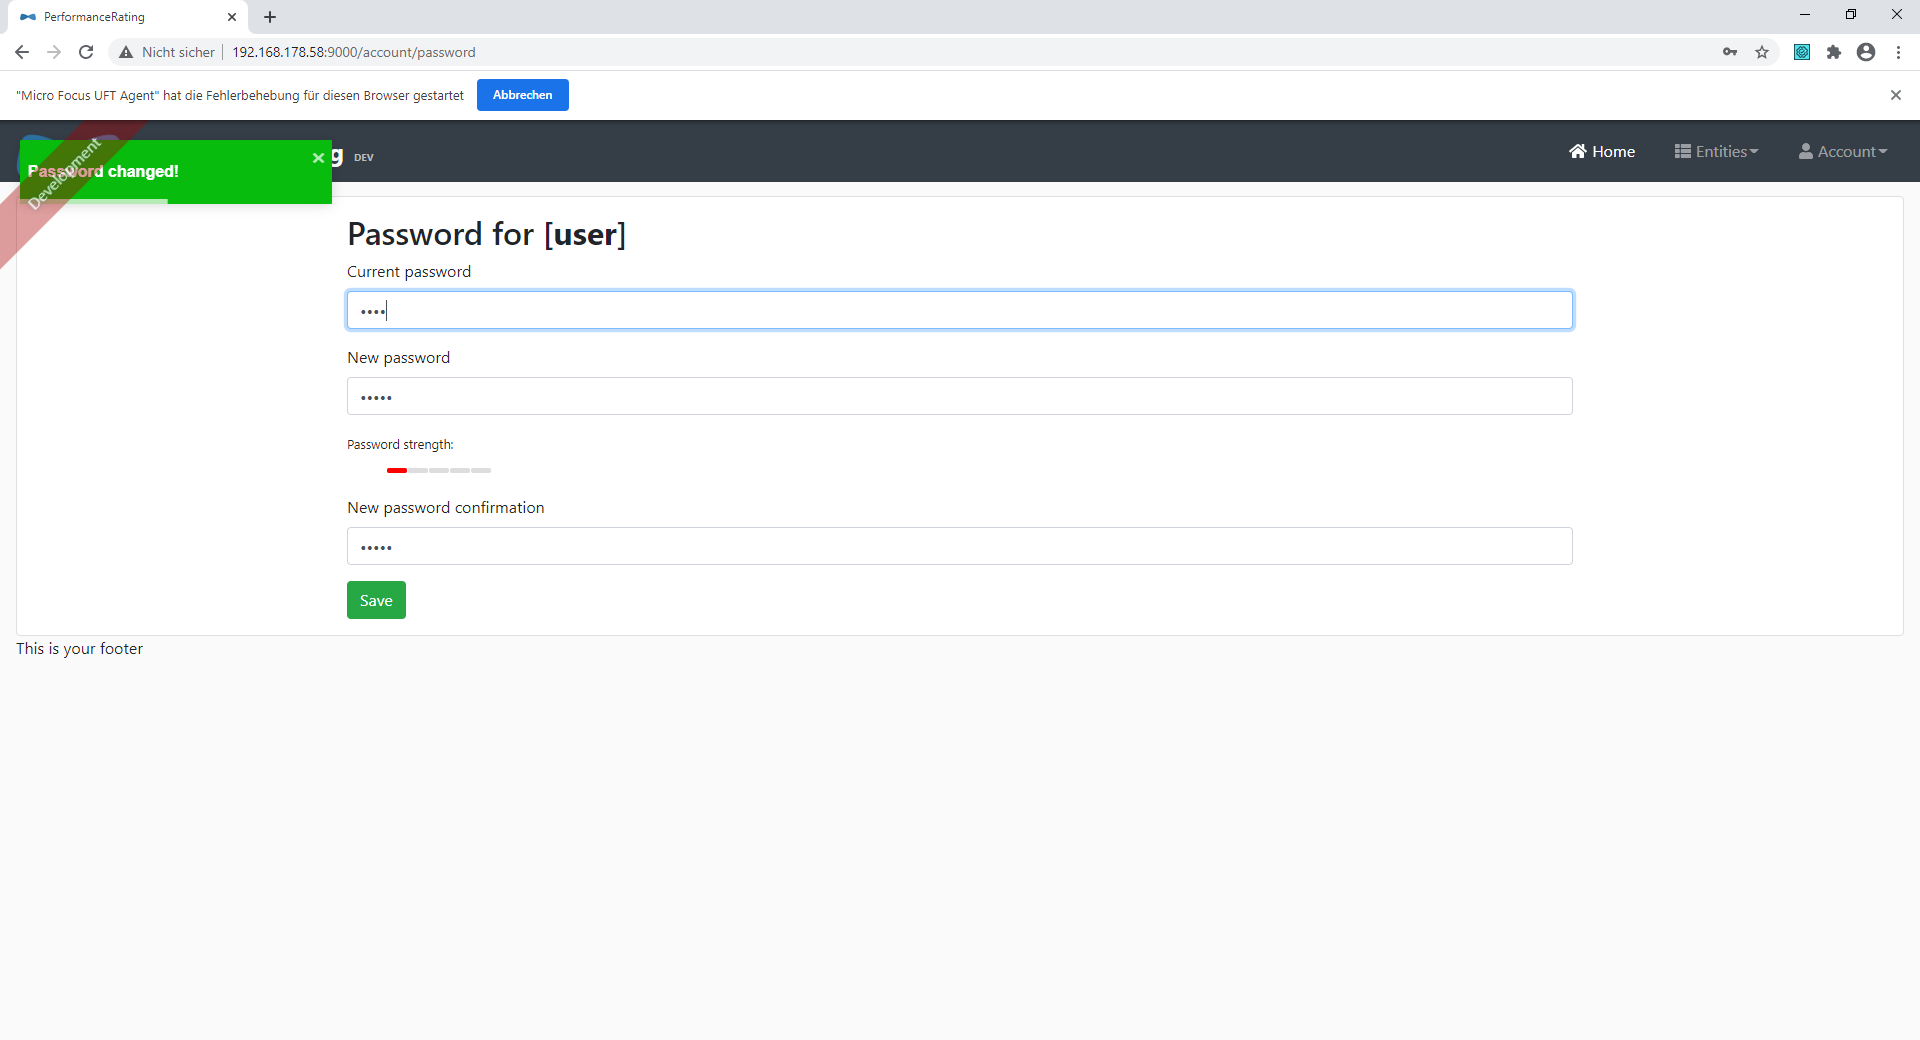 PerformanceRating
Nicht sicher
192.168.178.58:9000/account/password
"Micro Focus UFT Agent" hat die Fehlerbehebung für diesen Browser gestartet
Abbrechen
Development
Password changed!
g DEV
Home
Entities
Account
Password for [user]
Current password
••••
New password
•••••
Password strength:
New password confirmation
•••••
Save
This is your footer